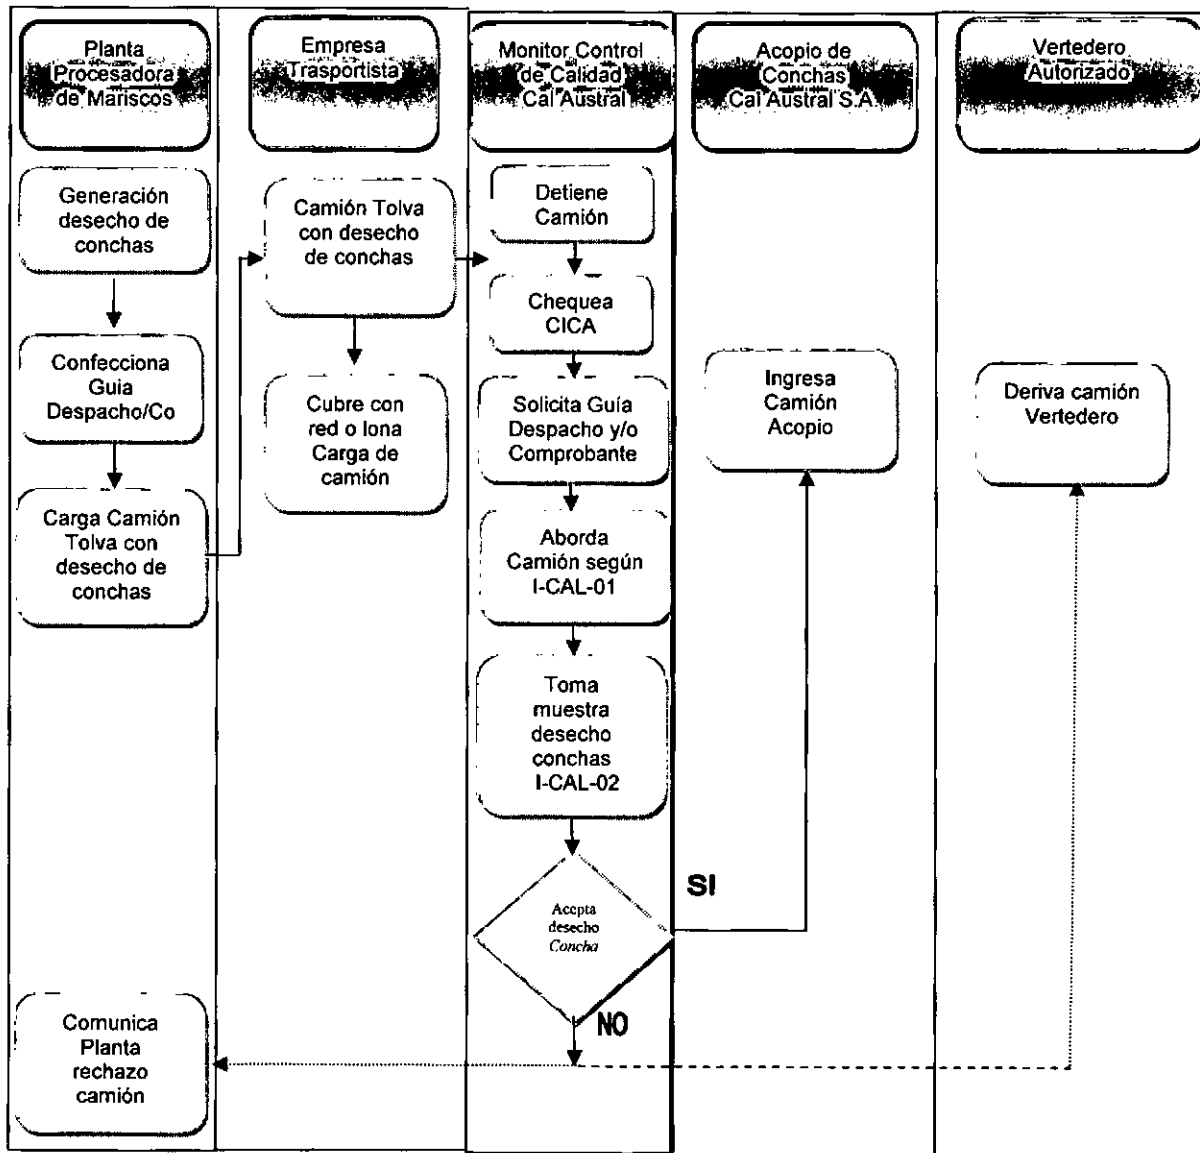 Planta
Procesadora
de Mariscos
Empresa
Trasportista
Monitor Control
de Calidad
Cal Austral
Acopio de
Conchas
Cal Austral S.A.
Vertedero
Autorizado
Generación
desecho de
conchas
Confecciona
Guia
Despacho/Co
Carga Camión
Tolva con
desecho de
conchas
Camión Tolva
con desecho
de conchas
Cubre con
red o lona
Carga de
camión
Detiene
Camión
Chequea
CICA
Solicita Guía
Despacho y/o
Comprobante
Aborda
Camión según
I-CAL-01
Toma
muestra
desecho
conchas
I-CAL-02
Acepta
desecho
Concha
SI
NO
Ingresa
Camión
Acopio
Deriva camión
Vertedero
Comunica
Planta
rechazo
camión